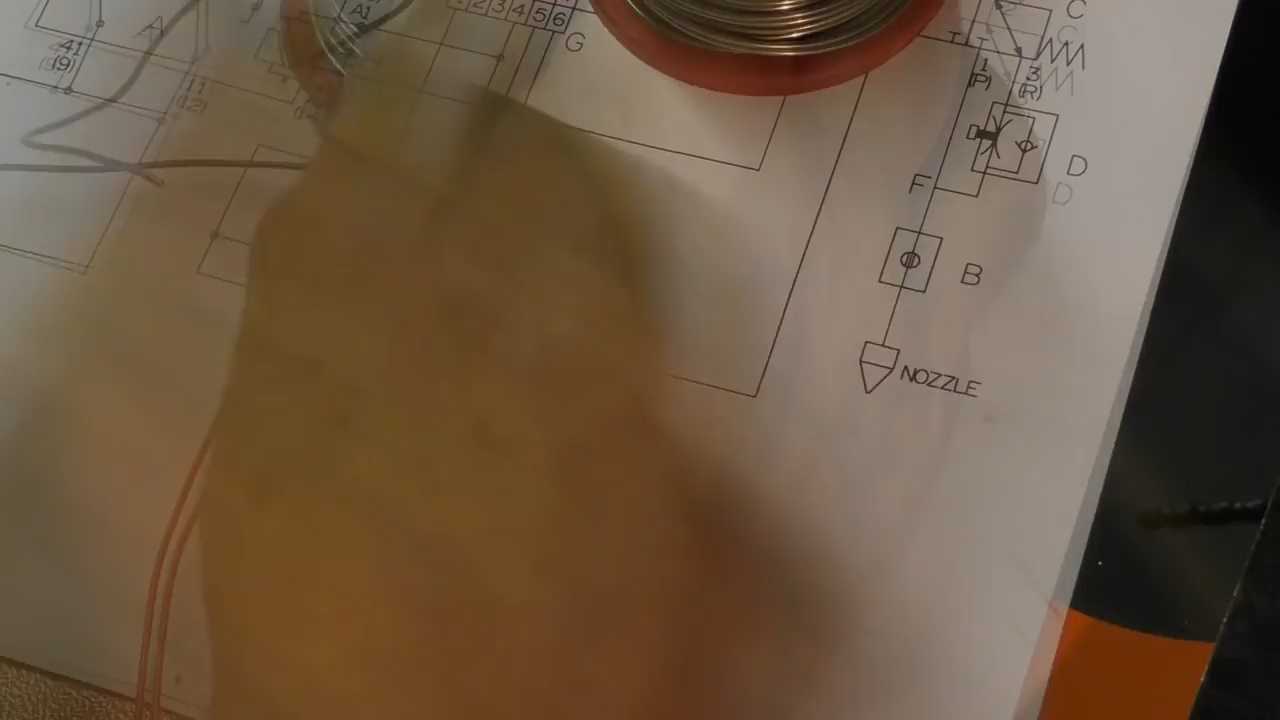 A1
1 2 3 4 5 6
G
C
A
41
(9)
11
(12)
T T
1
(P)
3
(R)
D
D
F
B
NOZZLE